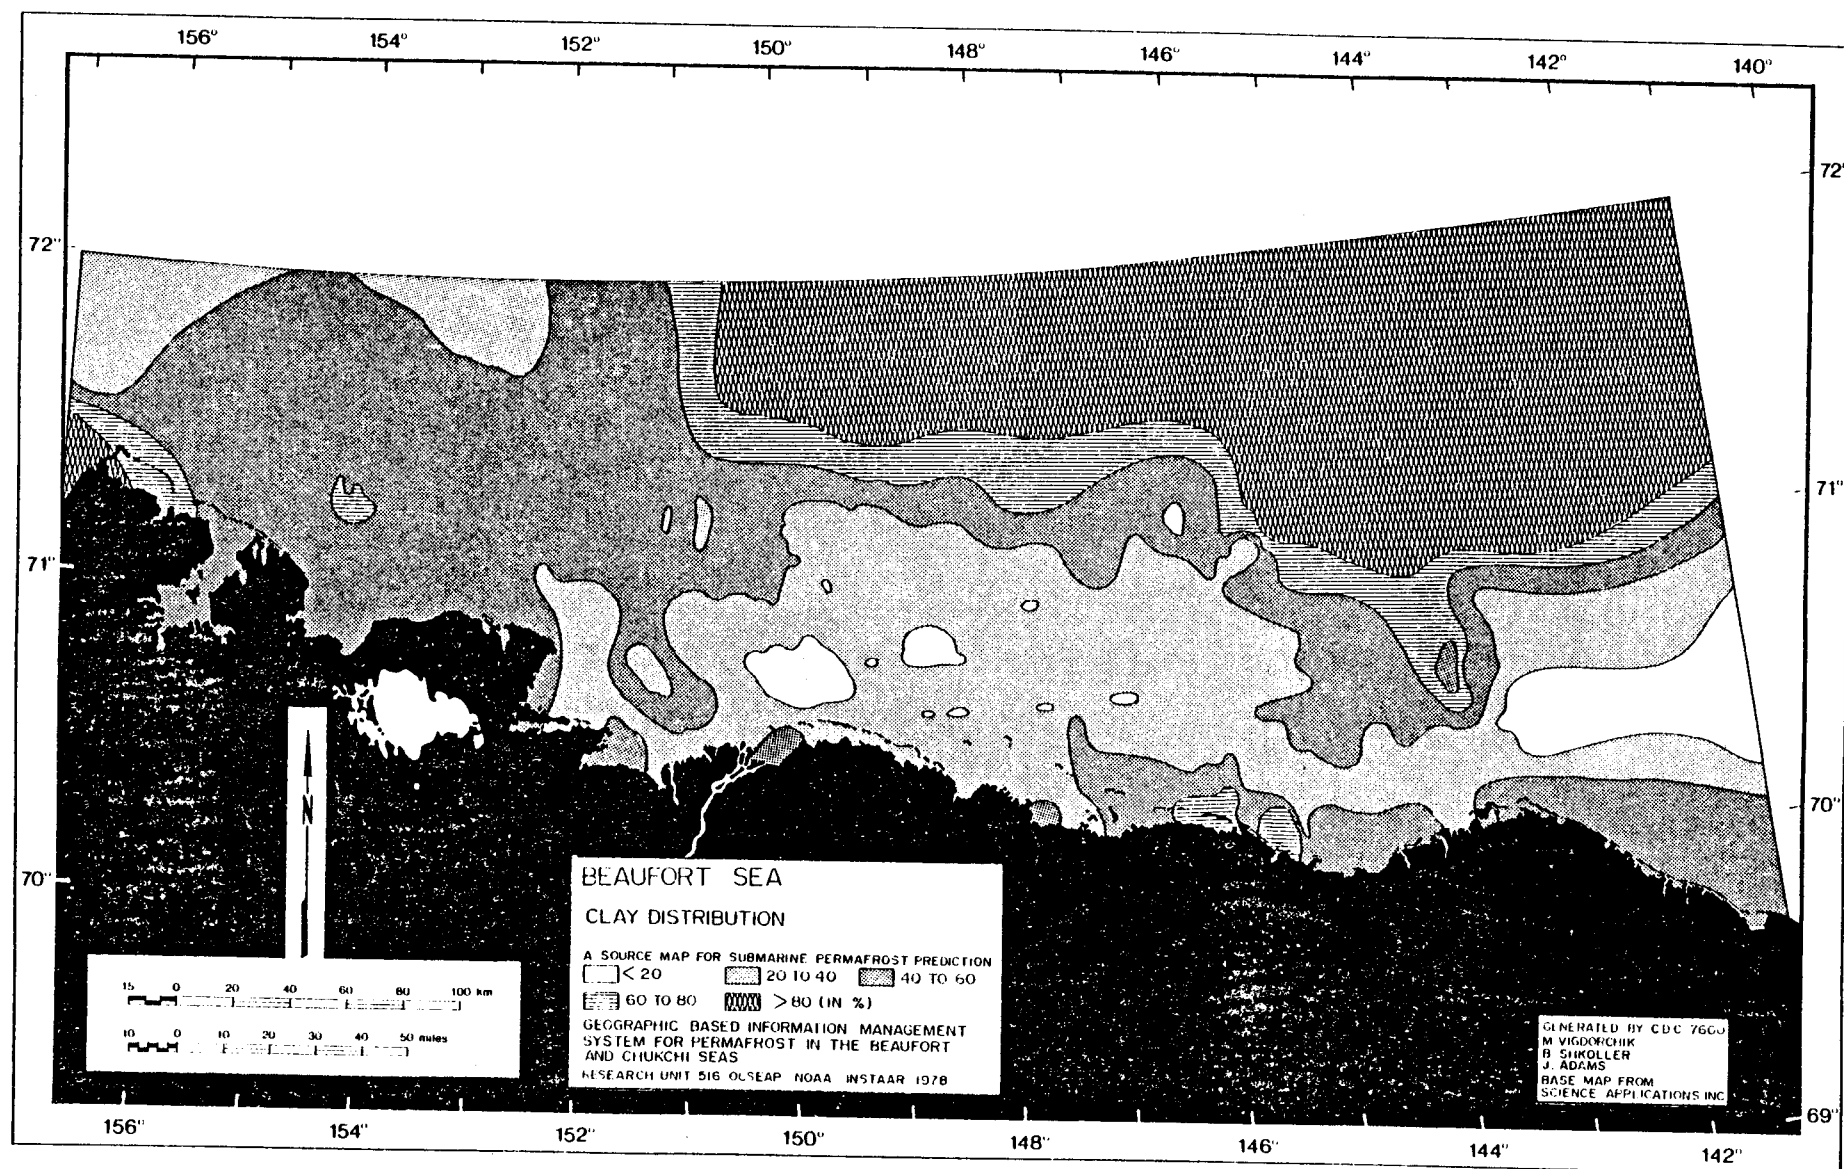 156° 154° 152° 150° 148° 146° 144° 142° 140°
72°
72"
71"
71"
70"
70"
69"
N
BEAUFORT SEA
CLAY DISTRIBUTION
A SOURCE MAP FOR SUBMARINE PERMAFROST PREDICTION
< 20 20 TO 40 40 TO 60
60 TO 80 > 80 (IN %)
GEOGRAPHIC BASED INFORMATION MANAGEMENT
SYSTEM FOR PERMAFROST IN THE BEAUFORT
AND CHUKCHI SEAS
RESEARCH UNIT 516 OCSEAP NOAA INSTAAR 1978
15 0 20 40 60 80 100 km
10 0 10 20 30 40 50 miles
GENERATED BY CDC 7600
M VIGDORCHIK
B SHKOLLER
J. ADAMS
BASE MAP FROM
SCIENCE APPLICATIONS INC
156" 154" 152" 150" 148" 146" 144" 142"